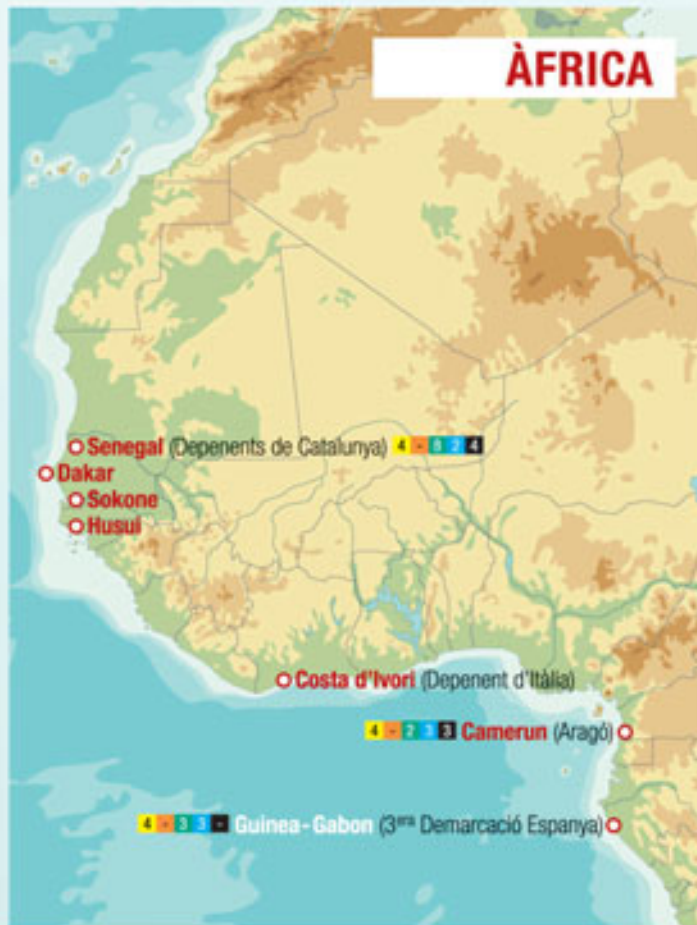 ÀFRICA
Senegal (Depenents de Catalunya) 4 - 8 2 4
Dakar
Sokone
Husui
Costa d'Ivori (Depenent d'Itàlia)
4 - 2 3 3 Camerun (Aragó)
4 - 3 3 - Guinea-Gabon (3era Demarcació Espanya)